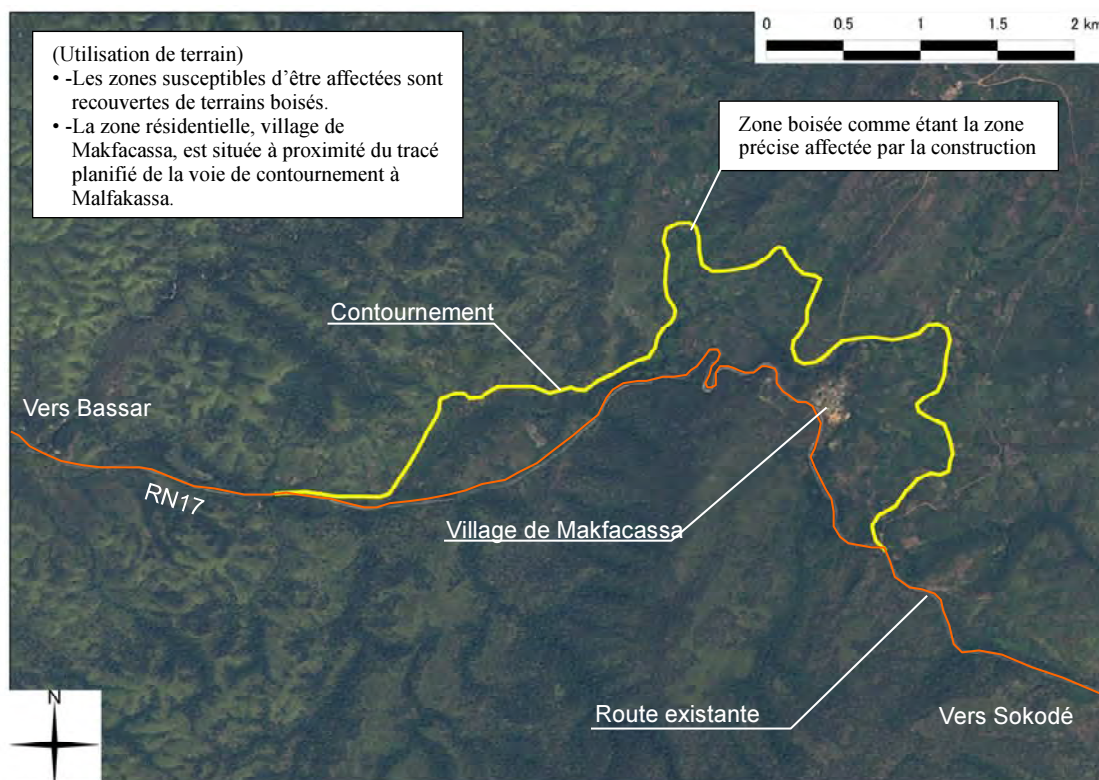 0 0.5 1 1.5 2 km
(Utilisation de terrain)
• -Les zones susceptibles d’être affectées sont
recouvertes de terrains boisés.
• -La zone résidentielle, village de
Makfacassa, est située à proximité du tracé
planifié de la voie de contournement à
Malfakassa.
Zone boisée comme étant la zone
précise affectée par la construction
Contournement
Vers Bassar
RN17
Village de Makfacassa
Route existante
Vers Sokodé
N